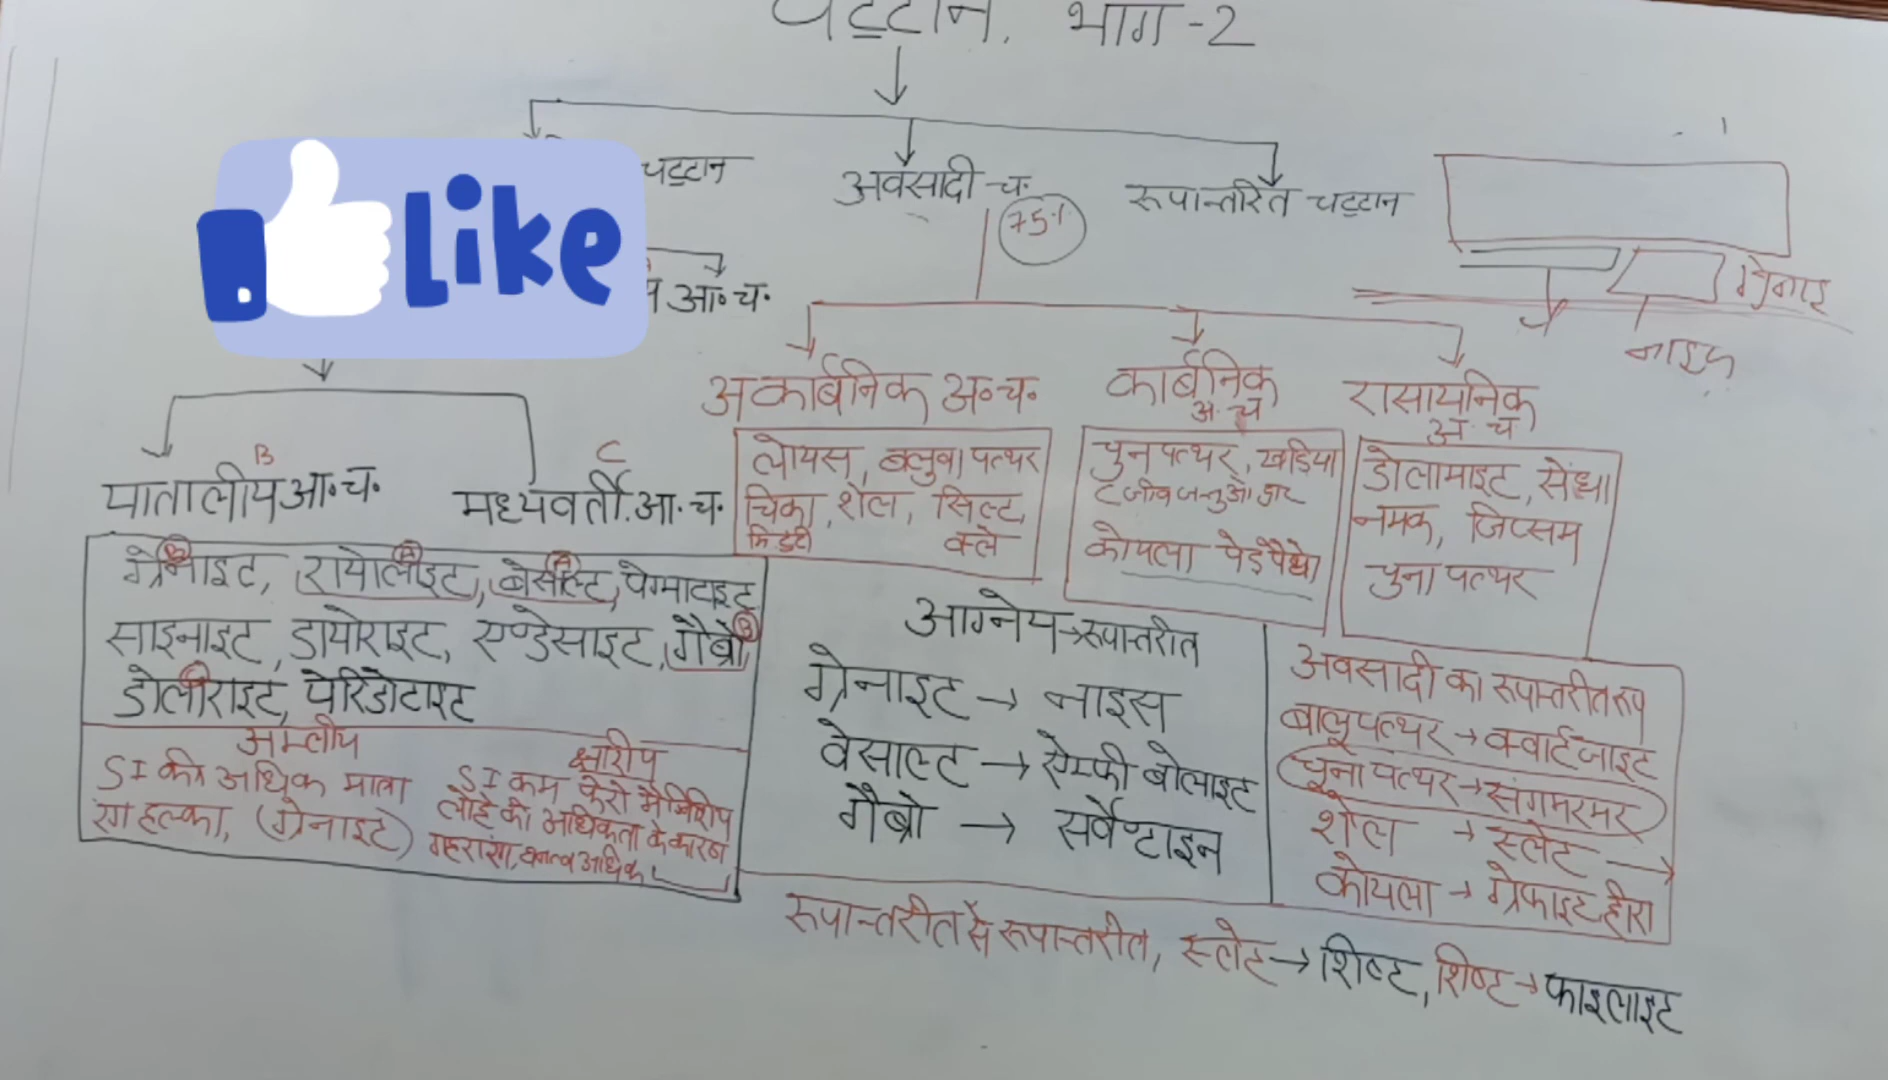 चट्टान, भाग-2
चट्टान
अवसादी च.
75%
रूपान्तरित चट्टान
Like
आ॰च॰
ग्रेनाइट
नाइस
अकार्बनिक अ॰च॰
कार्बनिक
अ. च
रासायनिक
अ. च
B
पातालीय आ॰च॰
C
मध्यवर्ती. आ. च.
लोयस, बलुवा पत्थर
चिका, शेल, सिल्ट,
मिट्टी क्ले
चुनपत्थर, खड़िया
जीव जन्तुओ द्वार
कोयला पेड़ पैधो
डोलामाइट, सेंधा
नमक, जिप्सम
चुना पत्थर
B A A
ग्रेनाइट, रायोलाइट, बेसाल्ट, पेग्माटाइट
साइनाइट, डायोराइट, एण्डेसाइट, गैब्रो B
डोलीराइट, पेरिडोटाइट
अम्लीय
SI की अधिक मात्रा
रंग हल्का, (ग्रेनाइट)
क्षारीय
SI कम फेरो मैग्निशीय
लोहे की अधिकता के कारण
गहरा रंग, घनत्व अधिक
आग्नेय→रूपान्तरीत
ग्रेनाइट → नाइस
वेसाल्ट → ऐम्फी बोलाइट
गैब्रो → सर्वेण्टाइन
अवसादी का रूपान्तरीत रूप
बालू पत्थर → क्वार्टजाइट
चूना पत्थर → संगमरमर
शेल → स्लेट →
कोयला → ग्रेफाइट हीरा
रूपान्तरीत से रूपान्तरीत, स्लेट → शिष्ट, शिष्ट → फाइलाइट